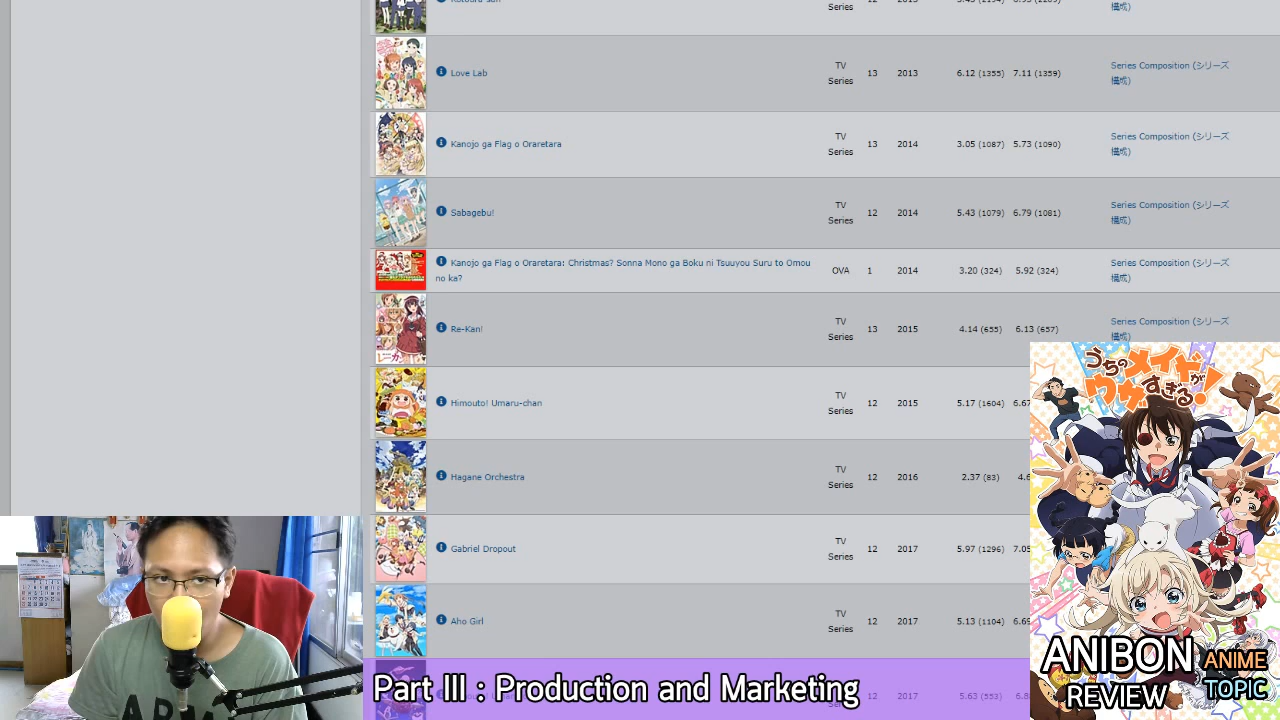 Series
12
構成)
Love Lab
TV
Series
13
2013
6.12 (1355)
7.11 (1359)
Series Composition (シリーズ
構成)
Kanojo ga Flag o Oraretara
TV
Series
13
2014
3.05 (1087)
5.73 (1090)
Series Composition (シリーズ
構成)
Sabagebu!
TV
Series
12
2014
5.43 (1079)
6.79 (1081)
Series Composition (シリーズ
構成)
Kanojo ga Flag o Oraretara: Christmas? Sonna Mono ga Boku ni Tsuuyou Suru to Omou
no ka?
OVA
1
2014
3.20 (324)
5.92 (324)
Series Composition (シリーズ
構成)
Re-Kan!
TV
Series
13
2015
4.14 (655)
6.13 (657)
Series Composition (シリーズ
構成)
Himouto! Umaru-chan
TV
Series
12
2015
5.17 (1604)
Hagane Orchestra
TV
Series
12
2016
2.37 (83)
Gabriel Dropout
TV
Series
12
2017
5.97 (1296)
Aho Girl
TV
Series
12
2017
5.13 (1104)
12
2017
5.63 (553)
うちの
メイドが
ウザすぎる!
ANIBON
REVIEW
ANIME
TOPIC
Part III : Production and Marketing